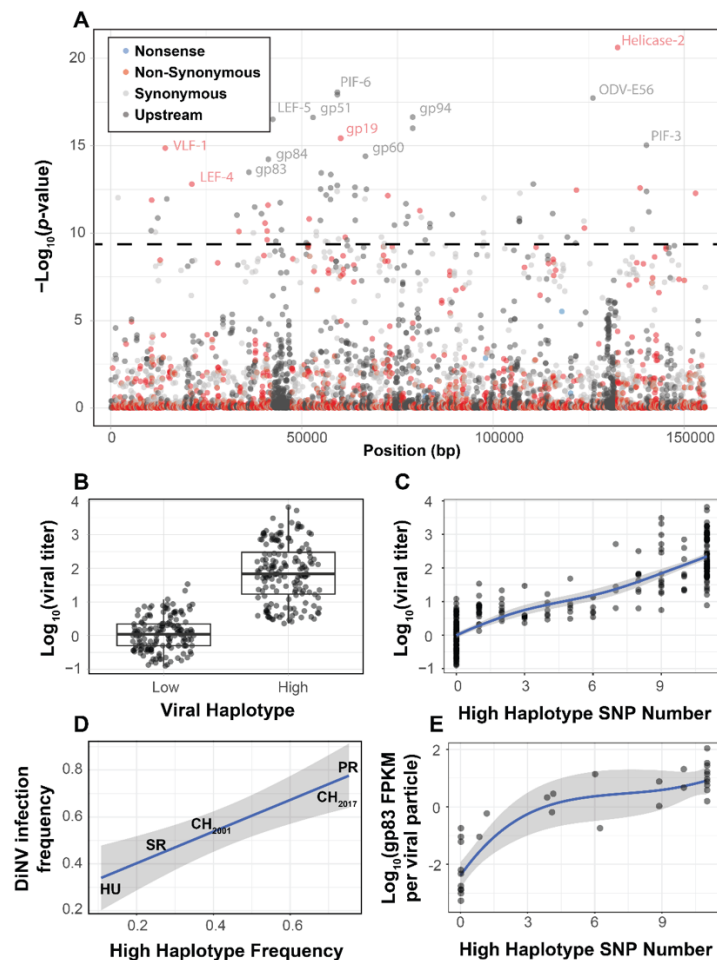 A
Nonsense
Non-Synonymous
Synonymous
Upstream
Helicase-2
PIF-6
ODV-E56
LEF-5
gp51
gp94
gp19
VLF-1
gp84
gp60
PIF-3
gp83
LEF-4
−Log10(p-value)
20
15
10
5
0
0 50000 100000 150000
Position (bp)
B
Log10(viral titer)
4
3
2
1
0
−1
Low High
Viral Haplotype
C
Log10(viral titer)
4
3
2
1
0
−1
0 3 6 9
High Haplotype SNP Number
D
DiNV infection
frequency
0.8
0.6
0.4
0.2
PR
CH2017
CH2001
SR
HU
0.2 0.4 0.6
High Haplotype Frequency
E
Log10(gp83 FPKM
per viral particle)
2
0
-2
0 3 6 9
High Haplotype SNP Number